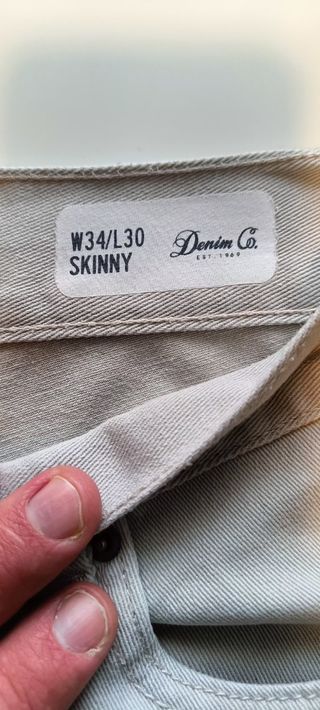 W34/L30
SKINNY
Denim Co.
EST. 1969